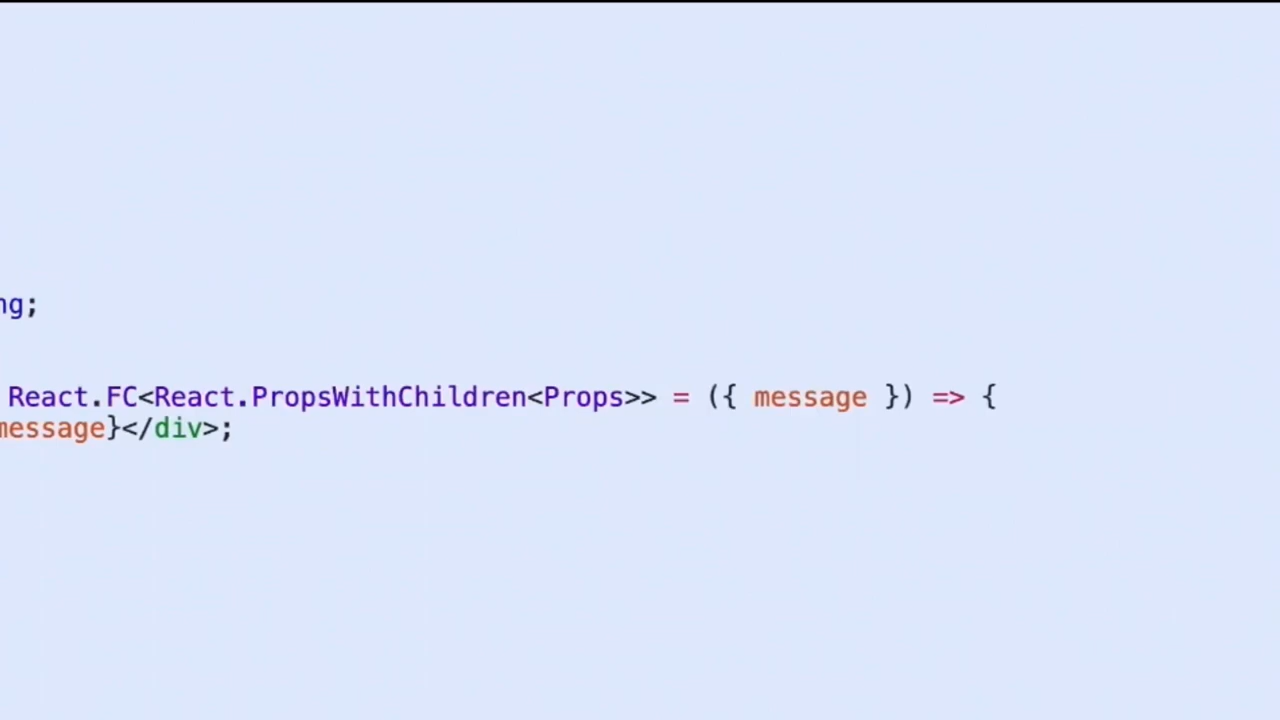 ng;
React.FC<React.PropsWithChildren<Props>> = ({ message }) => {
message}</div>;